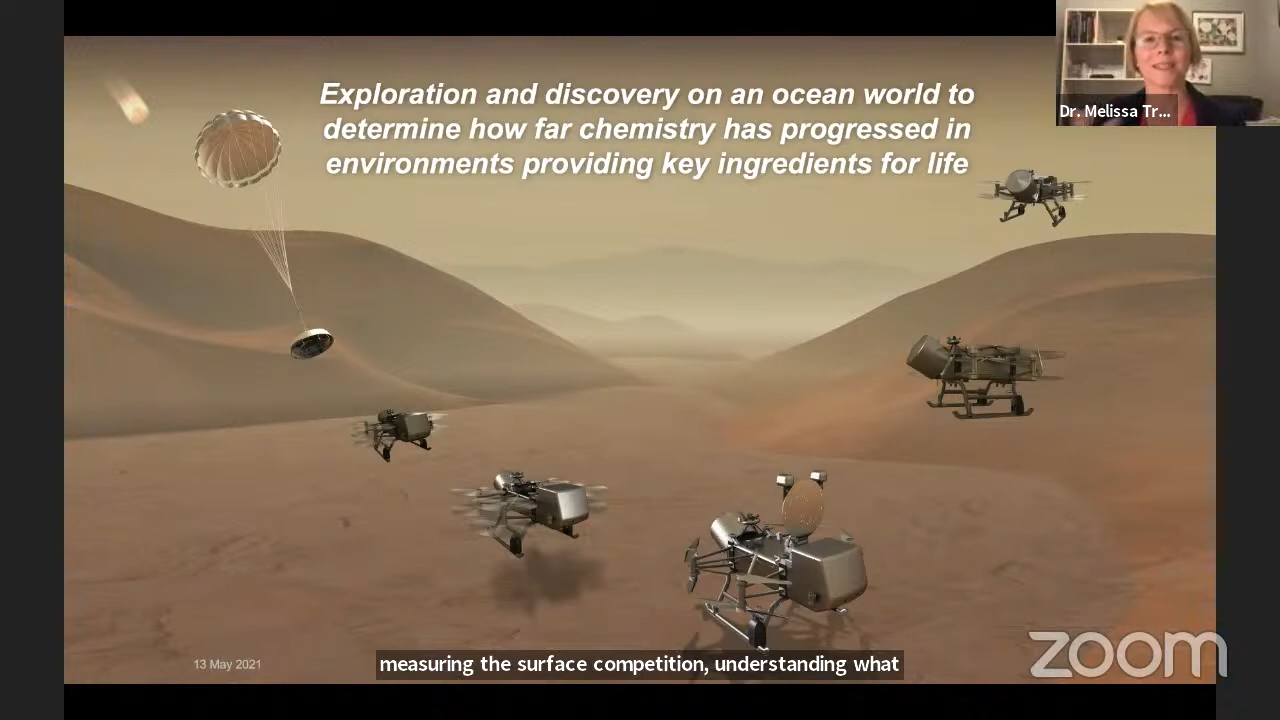 Exploration and discovery on an ocean world to
determine how far chemistry has progressed in
environments providing key ingredients for life
Dr. Melissa Tr...
13 May 2021
measuring the surface competition, understanding what
zoom